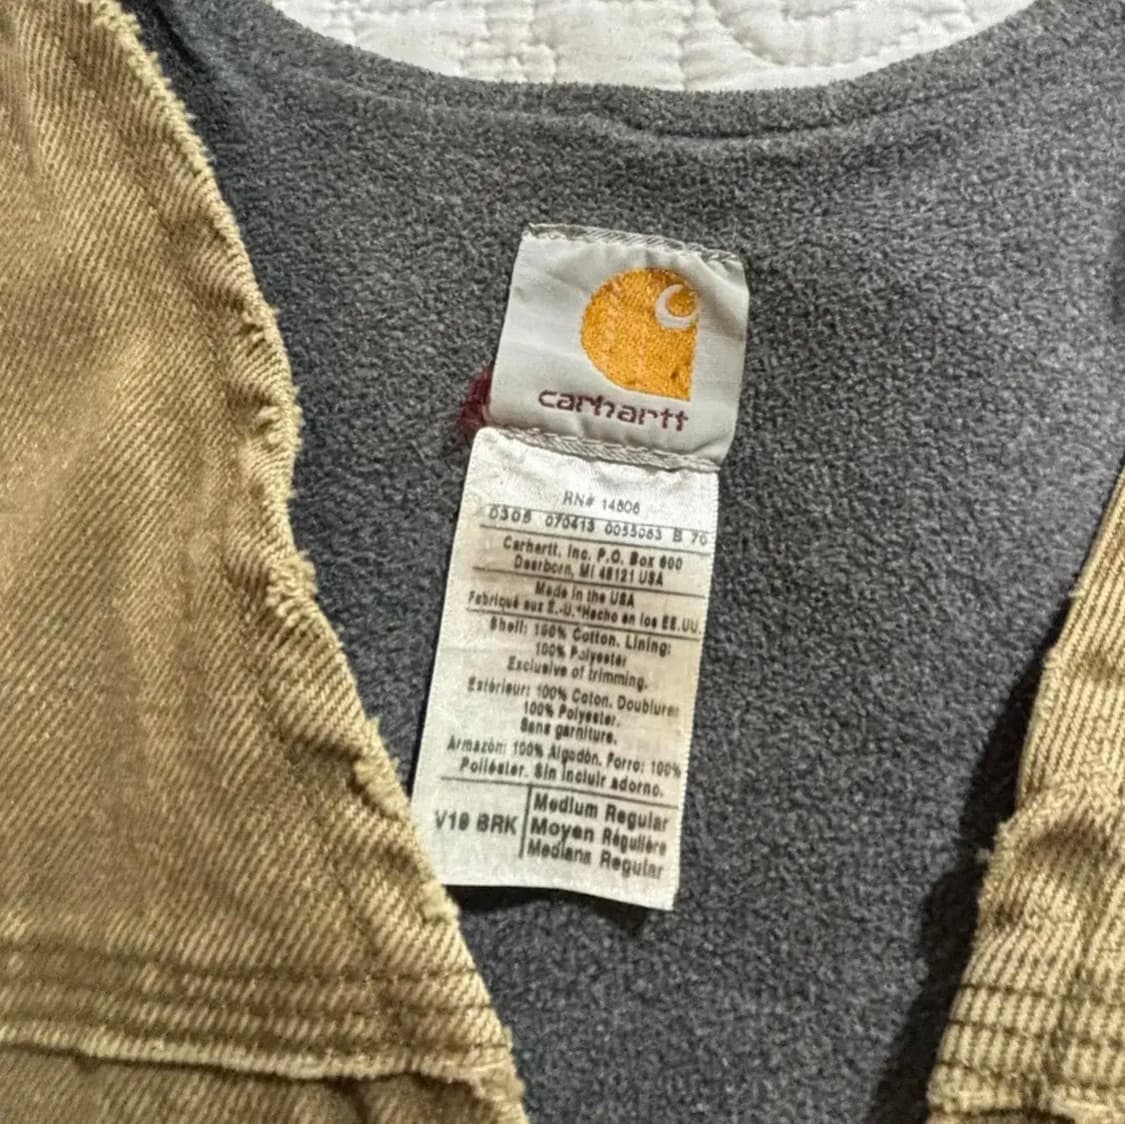 carhartt
RN# 14806
0305 070413 0055083 B 70
Carhartt, Inc. P.O. Box 600
Dearborn, MI 48121 USA
Made in the USA
Fabriqué aux É.-U.*Hecho en los EE.UU.
Shell: 100% Cotton. Lining:
100% Polyester
Exclusive of trimming.
Extérieur: 100% Coton. Doublure:
100% Polyester.
Sans garniture.
Armazón: 100% Algodón. Forro: 100%
Poliéster. Sin incluir adorno.
V19 BRK
Medium Regular
Moyen Régulière
Mediana Regular